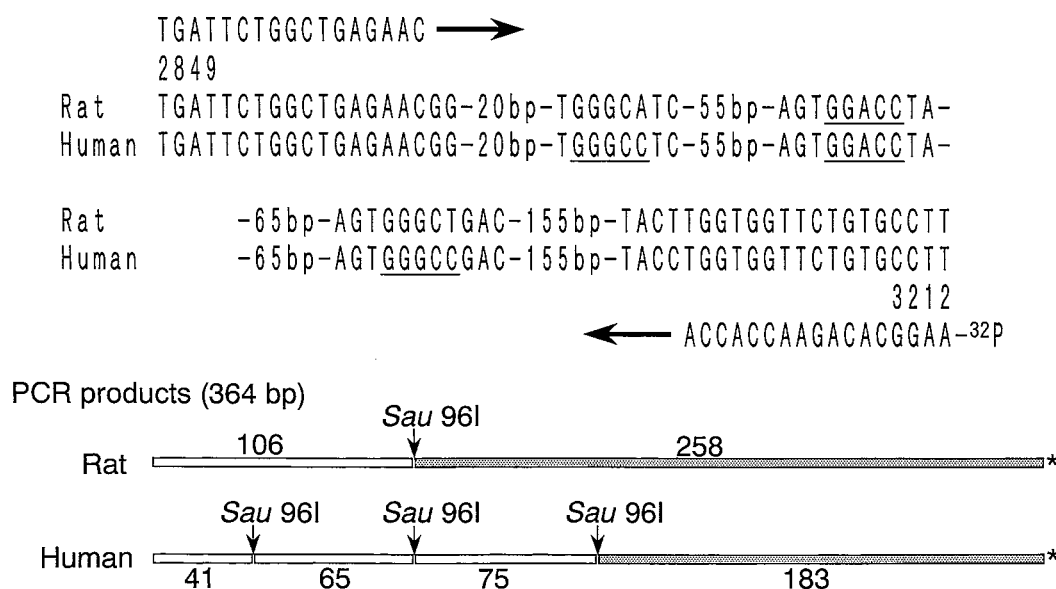 TGATTCTGGCTGAGAAC
2849
Rat TGATTCTGGCTGAGAACGG-20bp-TGGGCATC-55bp-AGTGGACCTA-
Human TGATTCTGGCTGAGAACGG-20bp-TGGGCCTC-55bp-AGTGGACCTA-
Rat -65bp-AGTGGGCTGAC-155bp-TACTTGGTGGTTCTGTGCCTT
Human -65bp-AGTGGGCCGAC-155bp-TACCTGGTGGTTCTGTGCCTT
3212
ACCACCAAGACACGGAA-32P
PCR products (364 bp)
Sau 96I
106 258
Rat *
Sau 96I Sau 96I Sau 96I
Human *
41 65 75 183